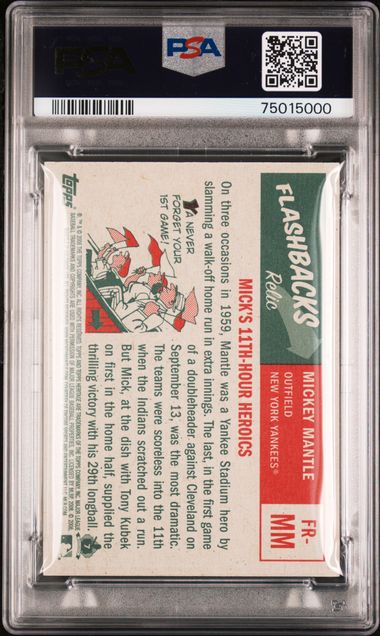 PSA
PSA
75015000
FLASHBACKS
Relic
MICKEY MANTLE
OUTFIELD
NEW YORK YANKEES®
FR-
MM
MICK'S 11TH-HOUR HEROICS
On three occasions in 1959, Mantle was a Yankee Stadium hero by
slamming a walk-off home run in extra innings. The last, in the first game
of a doubleheader against Cleveland on
September 13, was the most dramatic.
The teams were scoreless into the 11th
when the Indians scratched out a run.
But Mick, at the dish with Tony Kubek
on first in the home half, supplied the
thrilling victory with his 29th longball.
YA NEVER
FORGET YOUR
1ST GAME!
Topps